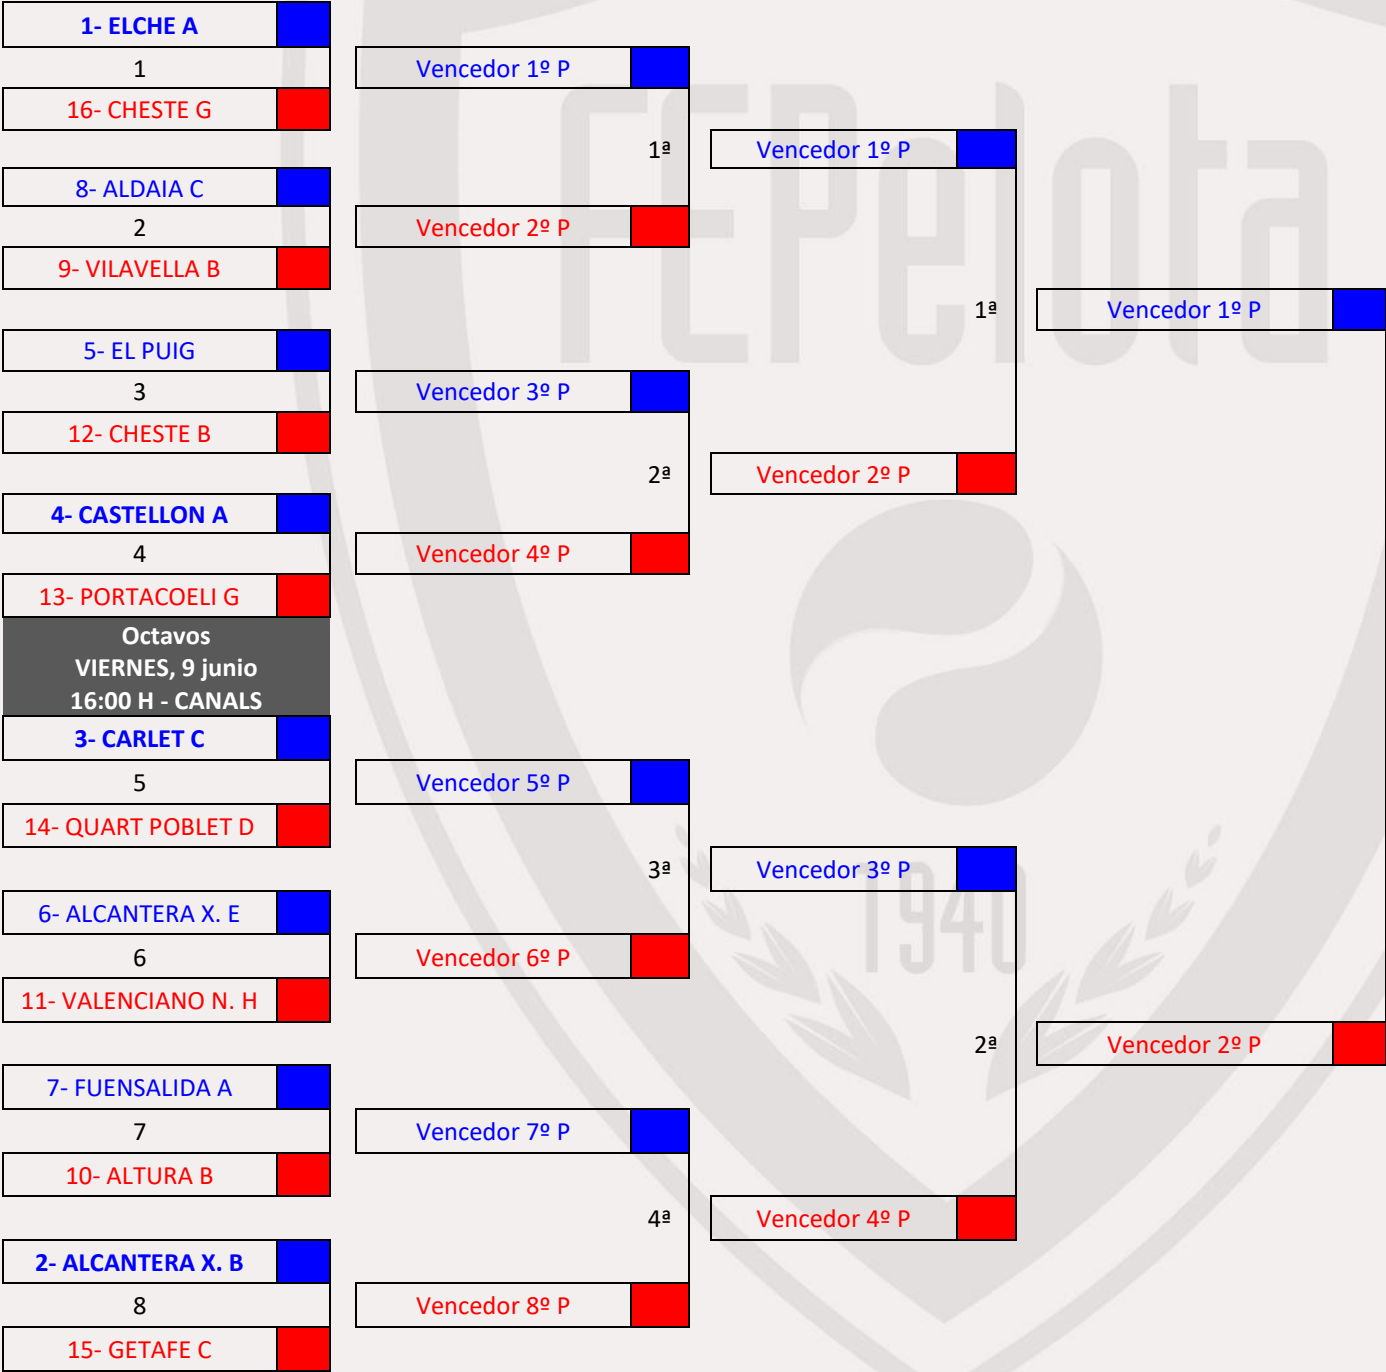 1- ELCHE A
1
16- CHESTE G
8- ALDAIA C
2
9- VILAVELLA B
5- EL PUIG
3
12- CHESTE B
4- CASTELLON A
4
13- PORTACOELI G
Octavos
VIERNES, 9 junio
16:00 H - CANALS
3- CARLET C
5
14- QUART POBLET D
6- ALCANTERA X. E
6
11- VALENCIANO N. H
7- FUENSALIDA A
7
10- ALTURA B
2- ALCANTERA X. B
8
15- GETAFE C
Vencedor 1º P
1ª
Vencedor 2º P
Vencedor 3º P
2ª
Vencedor 4º P
Vencedor 5º P
3ª
Vencedor 6º P
Vencedor 7º P
4ª
Vencedor 8º P
Vencedor 1º P
1ª
Vencedor 2º P
Vencedor 3º P
2ª
Vencedor 4º P
Vencedor 1º P
Vencedor 2º P
FEPelota
1940